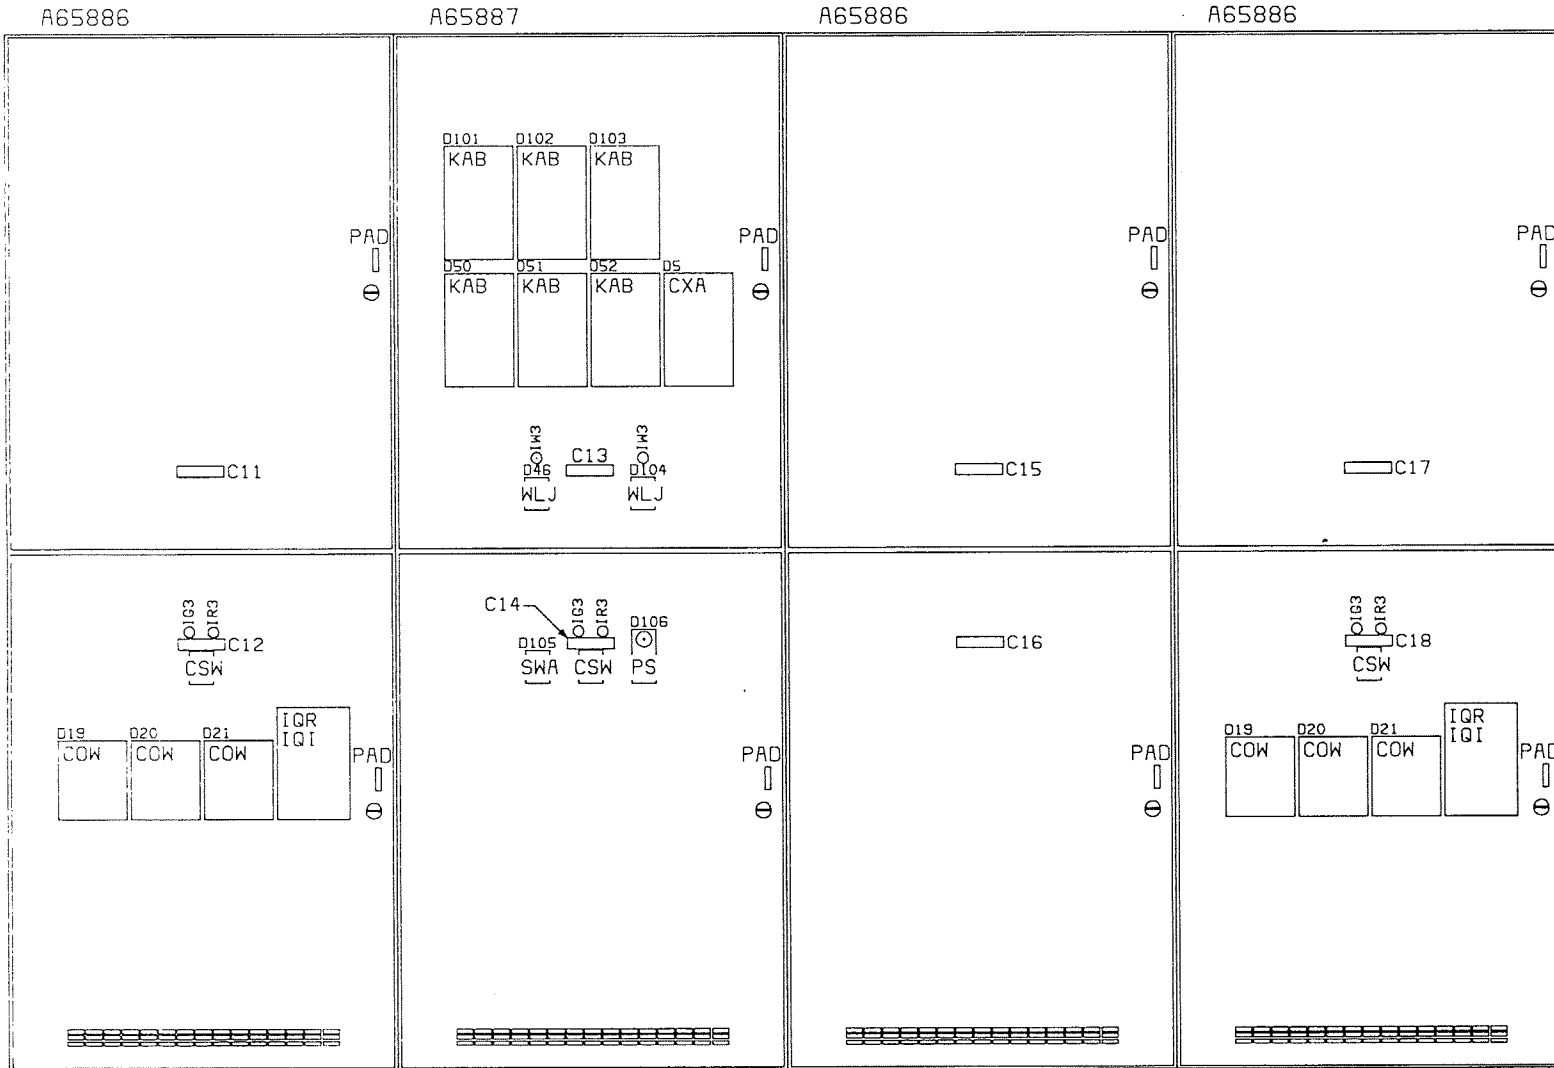 A65886 A65887 A65886 A65886
D101 D102 D103
KAB KAB KAB
PAD PAD PAD PAD
D50 D51 D52 D5
KAB KAB KAB CXA
IW3 IW3
C11 D46 C13 D104 C15 C17
WLJ WLJ
IG3 IR3 C14 IG3 IR3 D106 IG3 IR3
C12 D105 C16 C18
CSW SWA CSW PS CSW
IQR IQR
IQI IQI
D19 D20 D21 D19 D20 D21
COW COW COW PAD PAD PAD COW COW COW PAD